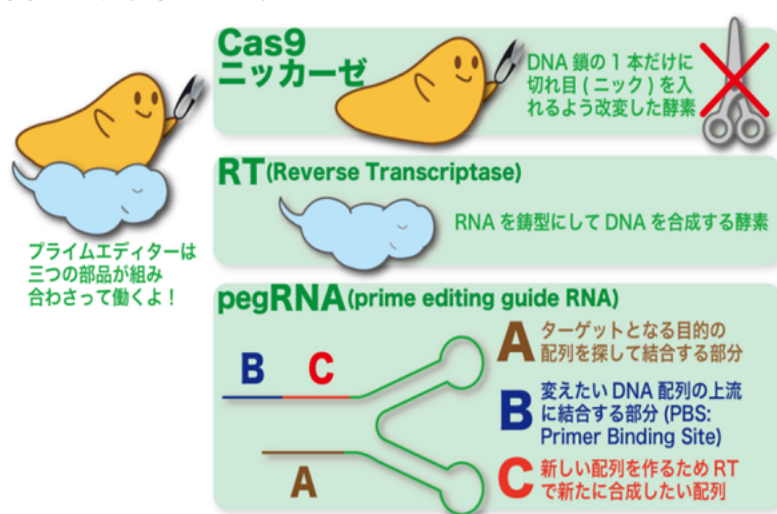 Cas9
ニッカーゼ
DNA 鎖の 1 本だけに
切れ目 ( ニック ) を入
れるよう改変した酵素
RT(Reverse Transcriptase)
RNA を鋳型にして DNA を合成する酵素
プライムエディターは
三つの部品が組み
合わさって働くよ！
pegRNA(prime editing guide RNA)
B C
A
A ターゲットとなる目的の
配列を探して結合する部分
B 変えたい DNA 配列の上流
に結合する部分 (PBS:
Primer Binding Site)
C 新しい配列を作るため RT
で新たに合成したい配列